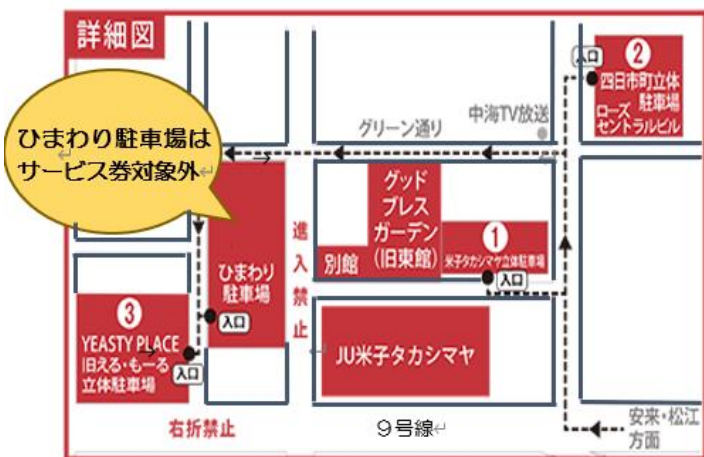 詳細図
ひまわり駐車場は
サービス券対象外
入口
②
四日市町立体
駐車場
ローズ
セントラルビル
中海TV放送
グリーン通り
グッド
ブレス
ガーデン
(旧東館)
別館
①
米子タカシマヤ立体駐車場
入口
進入禁止
ひまわり
駐車場
入口
③
YEASTY PLACE
旧える・もーる
立体駐車場
入口
JU米子タカシマヤ
右折禁止
9号線
安来・松江
方面